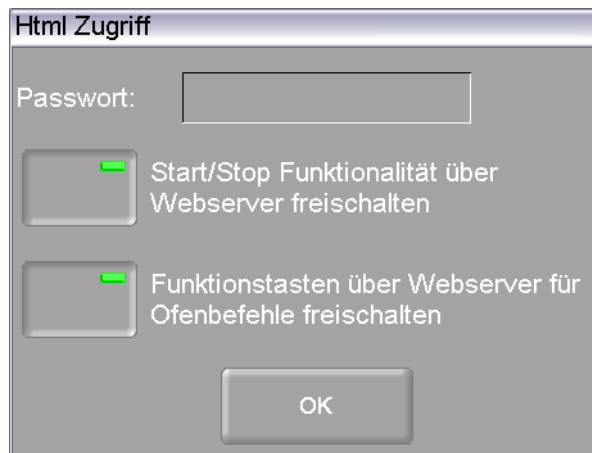 Html Zugriff
Passwort:
Start/Stop Funktionalität über
Webserver freischalten
Funktionstasten über Webserver für
Ofenbefehle freischalten
OK